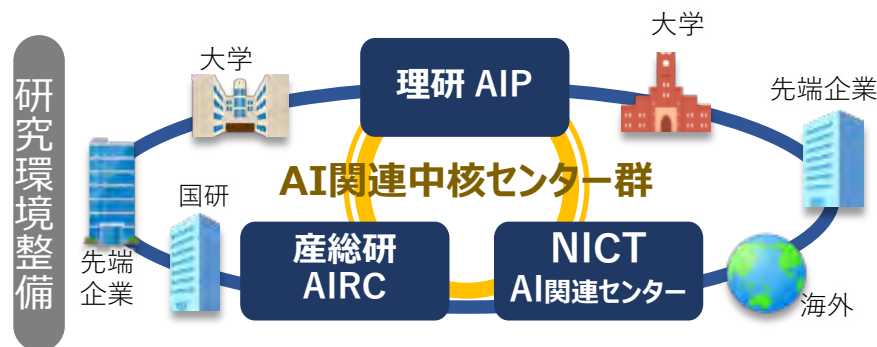 研究環境整備
大学
理研 AIP
大学
先端企業
AI関連中核センター群
国研
先端
企業
産総研
AIRC
NICT
AI関連センター
海外